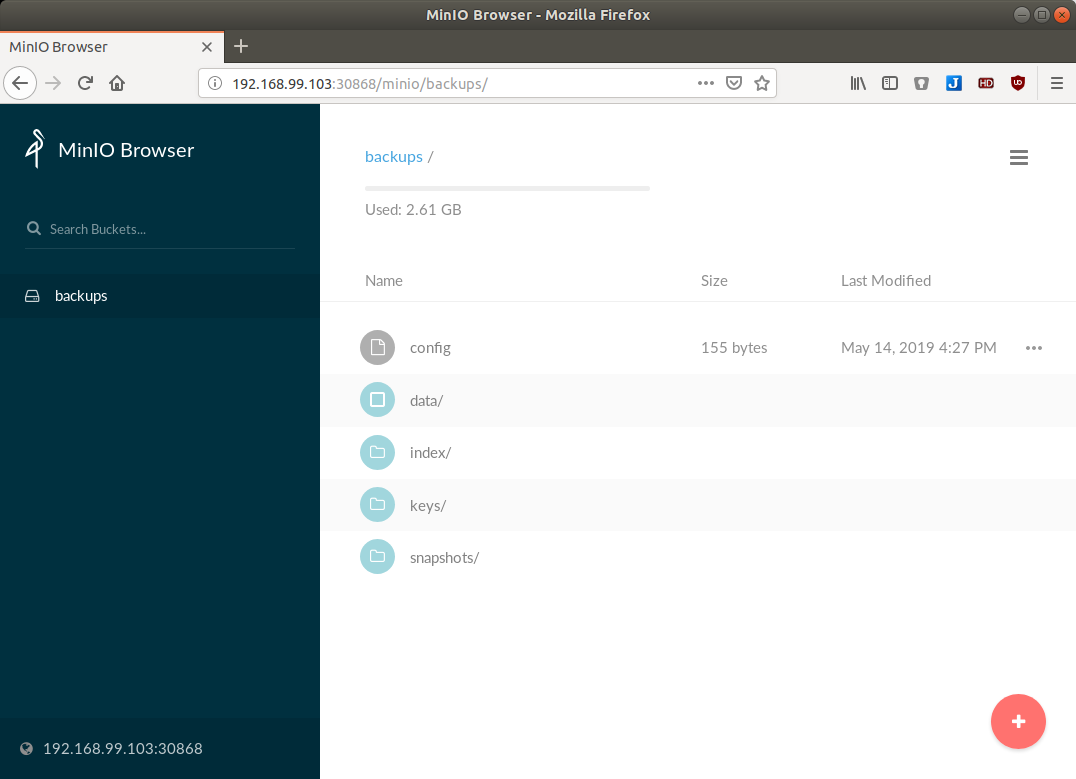 MinIO Browser - Mozilla Firefox
MinIO Browser
192.168.99.103:30868/minio/backups/
MinIO Browser
Search Buckets...
backups
192.168.99.103:30868
backups /
Used: 2.61 GB
Name Size Last Modified
config 155 bytes May 14, 2019 4:27 PM
data/
index/
keys/
snapshots/
J
HD